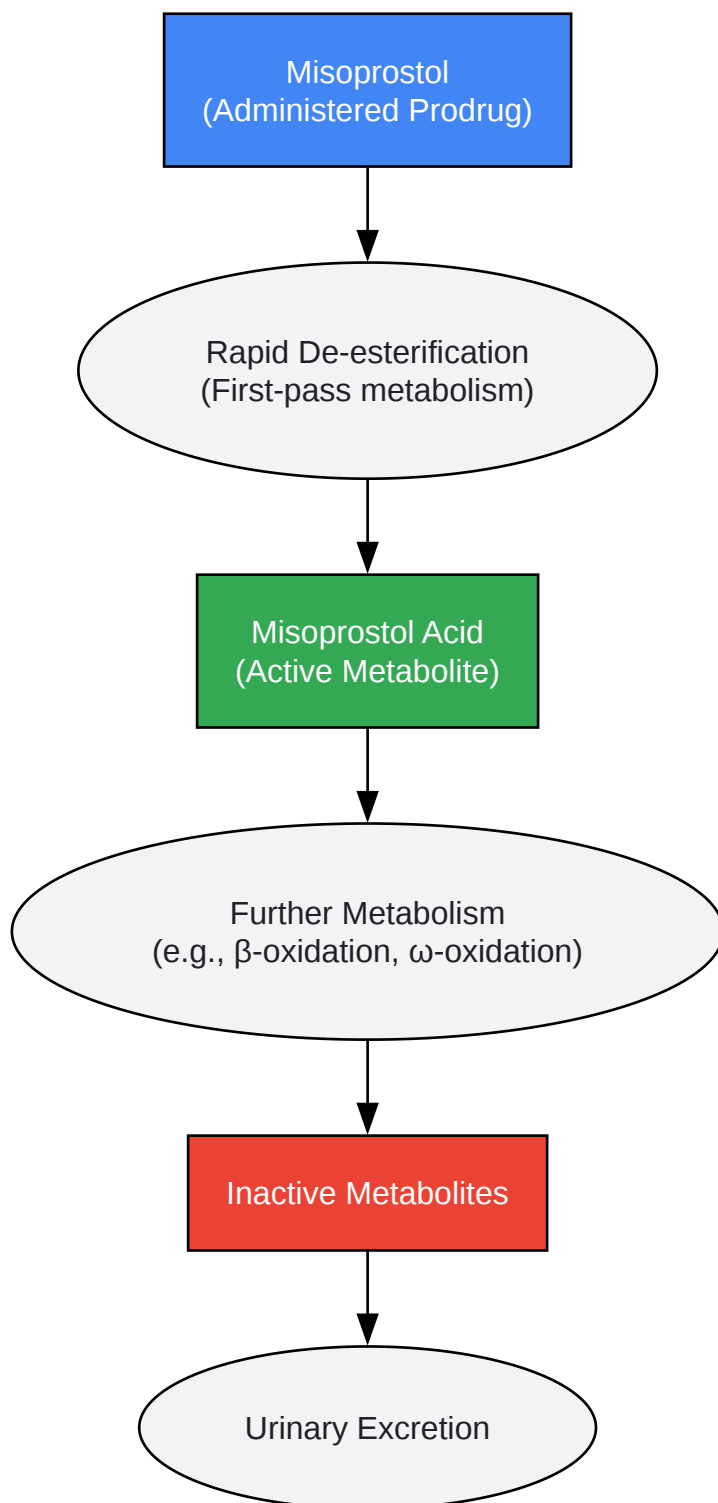 Misoprostol
(Administered Prodrug)
Rapid De-esterification
(First-pass metabolism)
Misoprostol Acid
(Active Metabolite)
Further Metabolism
(e.g., β-oxidation, ω-oxidation)
Inactive Metabolites
Urinary Excretion